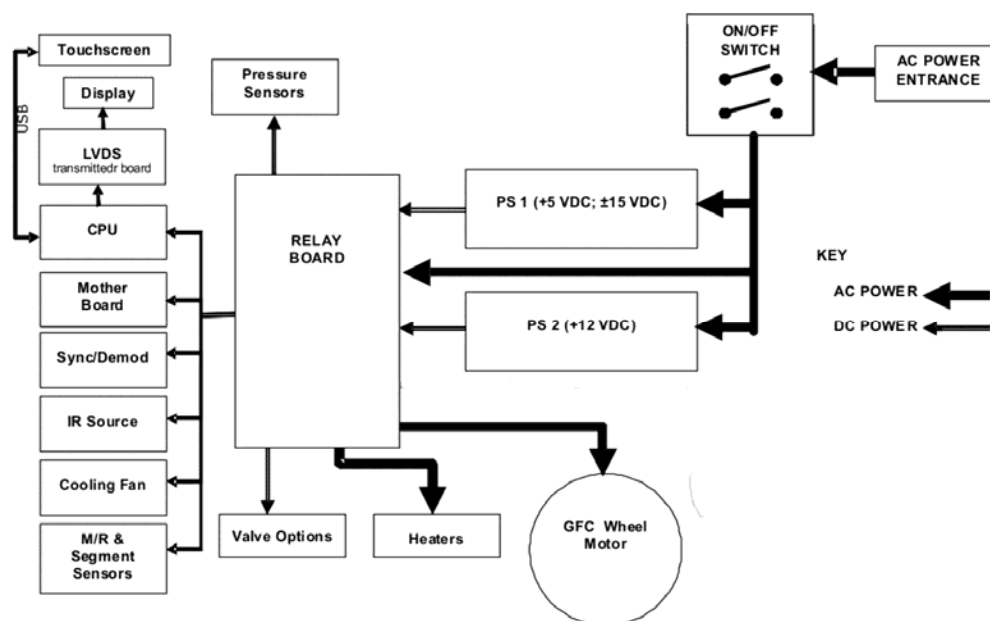 ON/OFF
SWITCH
AC POWER
ENTRANCE
Touchscreen
Pressure
Sensors
Display
USB
LVDS
transmittedr board
CPU
RELAY
BOARD
PS 1 (+5 VDC; ±15 VDC)
KEY
AC POWER
DC POWER
Mother
Board
PS 2 (+12 VDC)
Sync/Demod
IR Source
Cooling Fan
M/R &
Segment
Sensors
Valve Options
Heaters
GFC Wheel
Motor